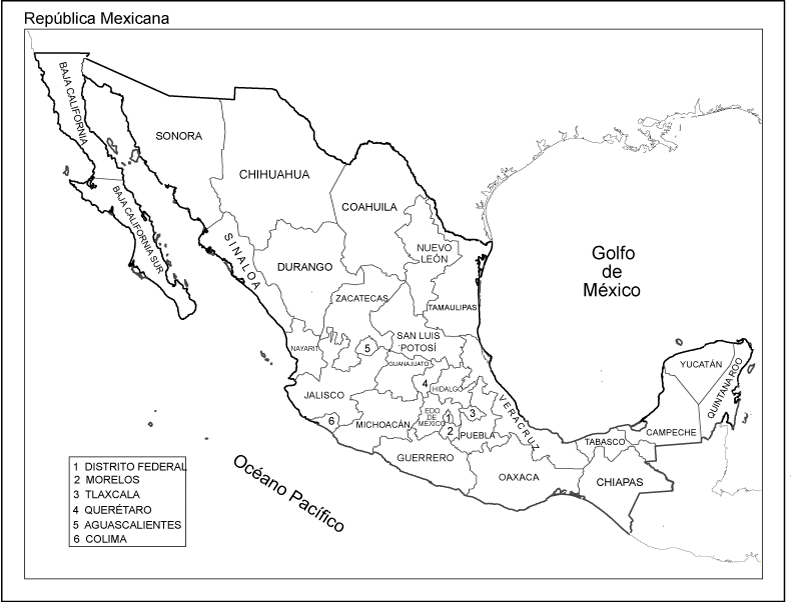 República Mexicana
BAJA CALIFORNIA
SONORA
CHIHUAHUA
COAHUILA
BAJA CALIFORNIA SUR
SINALOA
NUEVO
LEÓN
Golfo
de
México
DURANGO
ZACATECAS
TAMAULIPAS
SAN LUIS
POTOSÍ
NAYARIT
5
GUANAJUATO
YUCATÁN
QUINTANA ROO
4
HIDALGO
JALISCO
VERACRUZ
6
MICHOACÁN
EDO
DE
MÉXICO
1
2
3
PUEBLA
CAMPECHE
TABASCO
GUERRERO
OAXACA
CHIAPAS
Océano Pacífico
1 DISTRITO FEDERAL
2 MORELOS
3 TLAXCALA
4 QUERÉTARO
5 AGUASCALIENTES
6 COLIMA